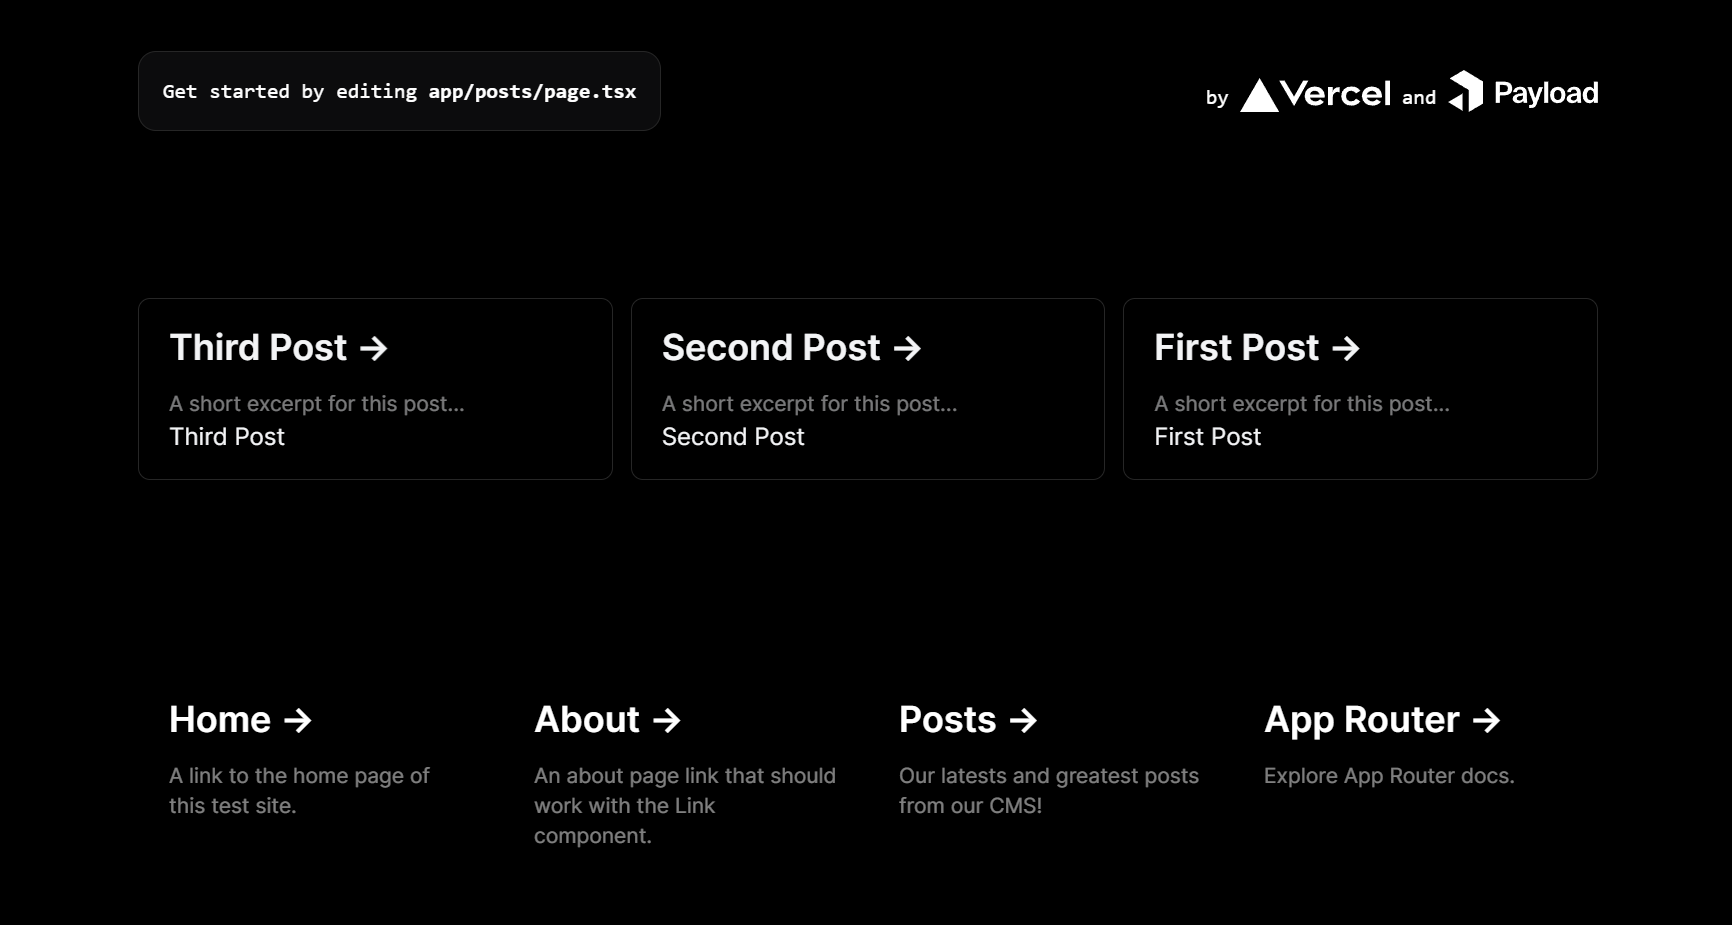 Get started by editing app/posts/page.tsx
by Vercel and Payload
Third Post →
A short excerpt for this post...
Third Post
Second Post →
A short excerpt for this post...
Second Post
First Post →
A short excerpt for this post...
First Post
Home →
A link to the home page of
this test site.
About →
An about page link that should
work with the Link
component.
Posts →
Our latests and greatest posts
from our CMS!
App Router →
Explore App Router docs.